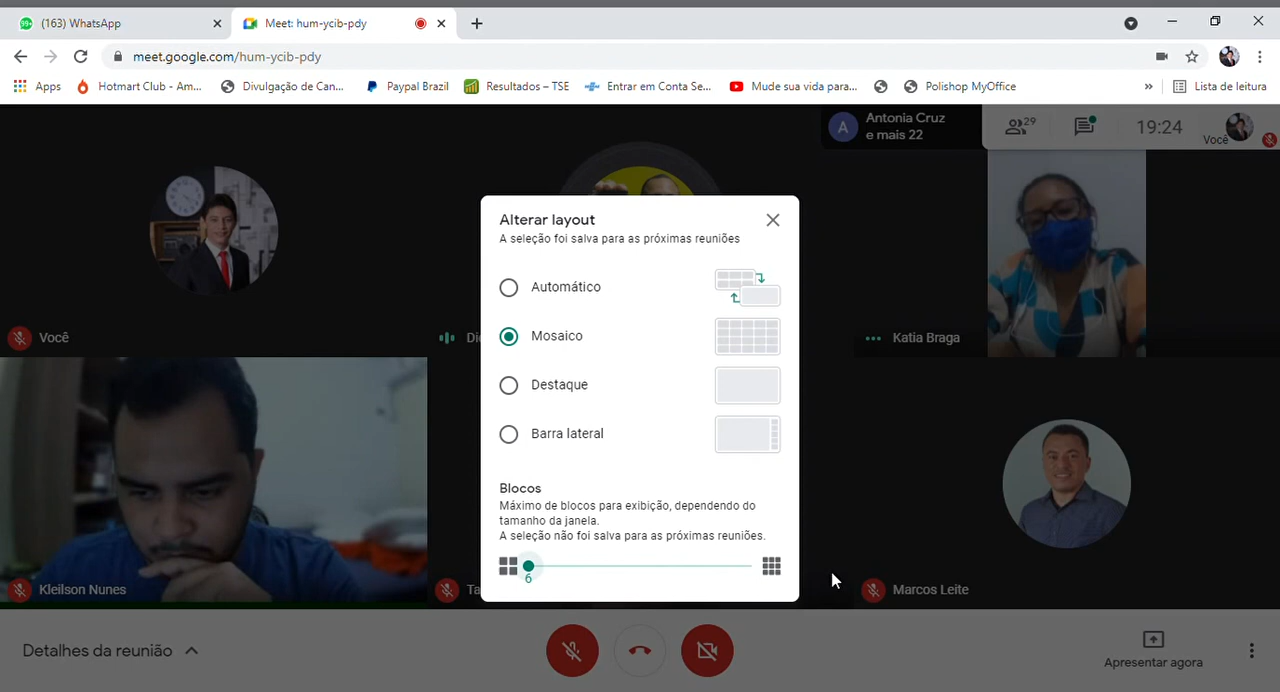 99+
(163) WhatsApp
Meet: hum-ycib-pdy
meet.google.com/hum-ycib-pdy
Apps
Hotmart Club - Am...
Divulgação de Can...
Paypal Brazil
Resultados – TSE
Entrar em Conta Se...
Mude sua vida para...
Polishop MyOffice
»
Lista de leitura
A
Antonia Cruz
e mais 22
29
19:24
Você
Alterar layout
A seleção foi salva para as próximas reuniões
Automático
Mosaico
Destaque
Barra lateral
Blocos
Máximo de blocos para exibição, dependendo do
tamanho da janela.
A seleção não foi salva para as próximas reuniões.
6
Você
Katia Braga
Kleilson Nunes
Marcos Leite
Detalhes da reunião
Apresentar agora